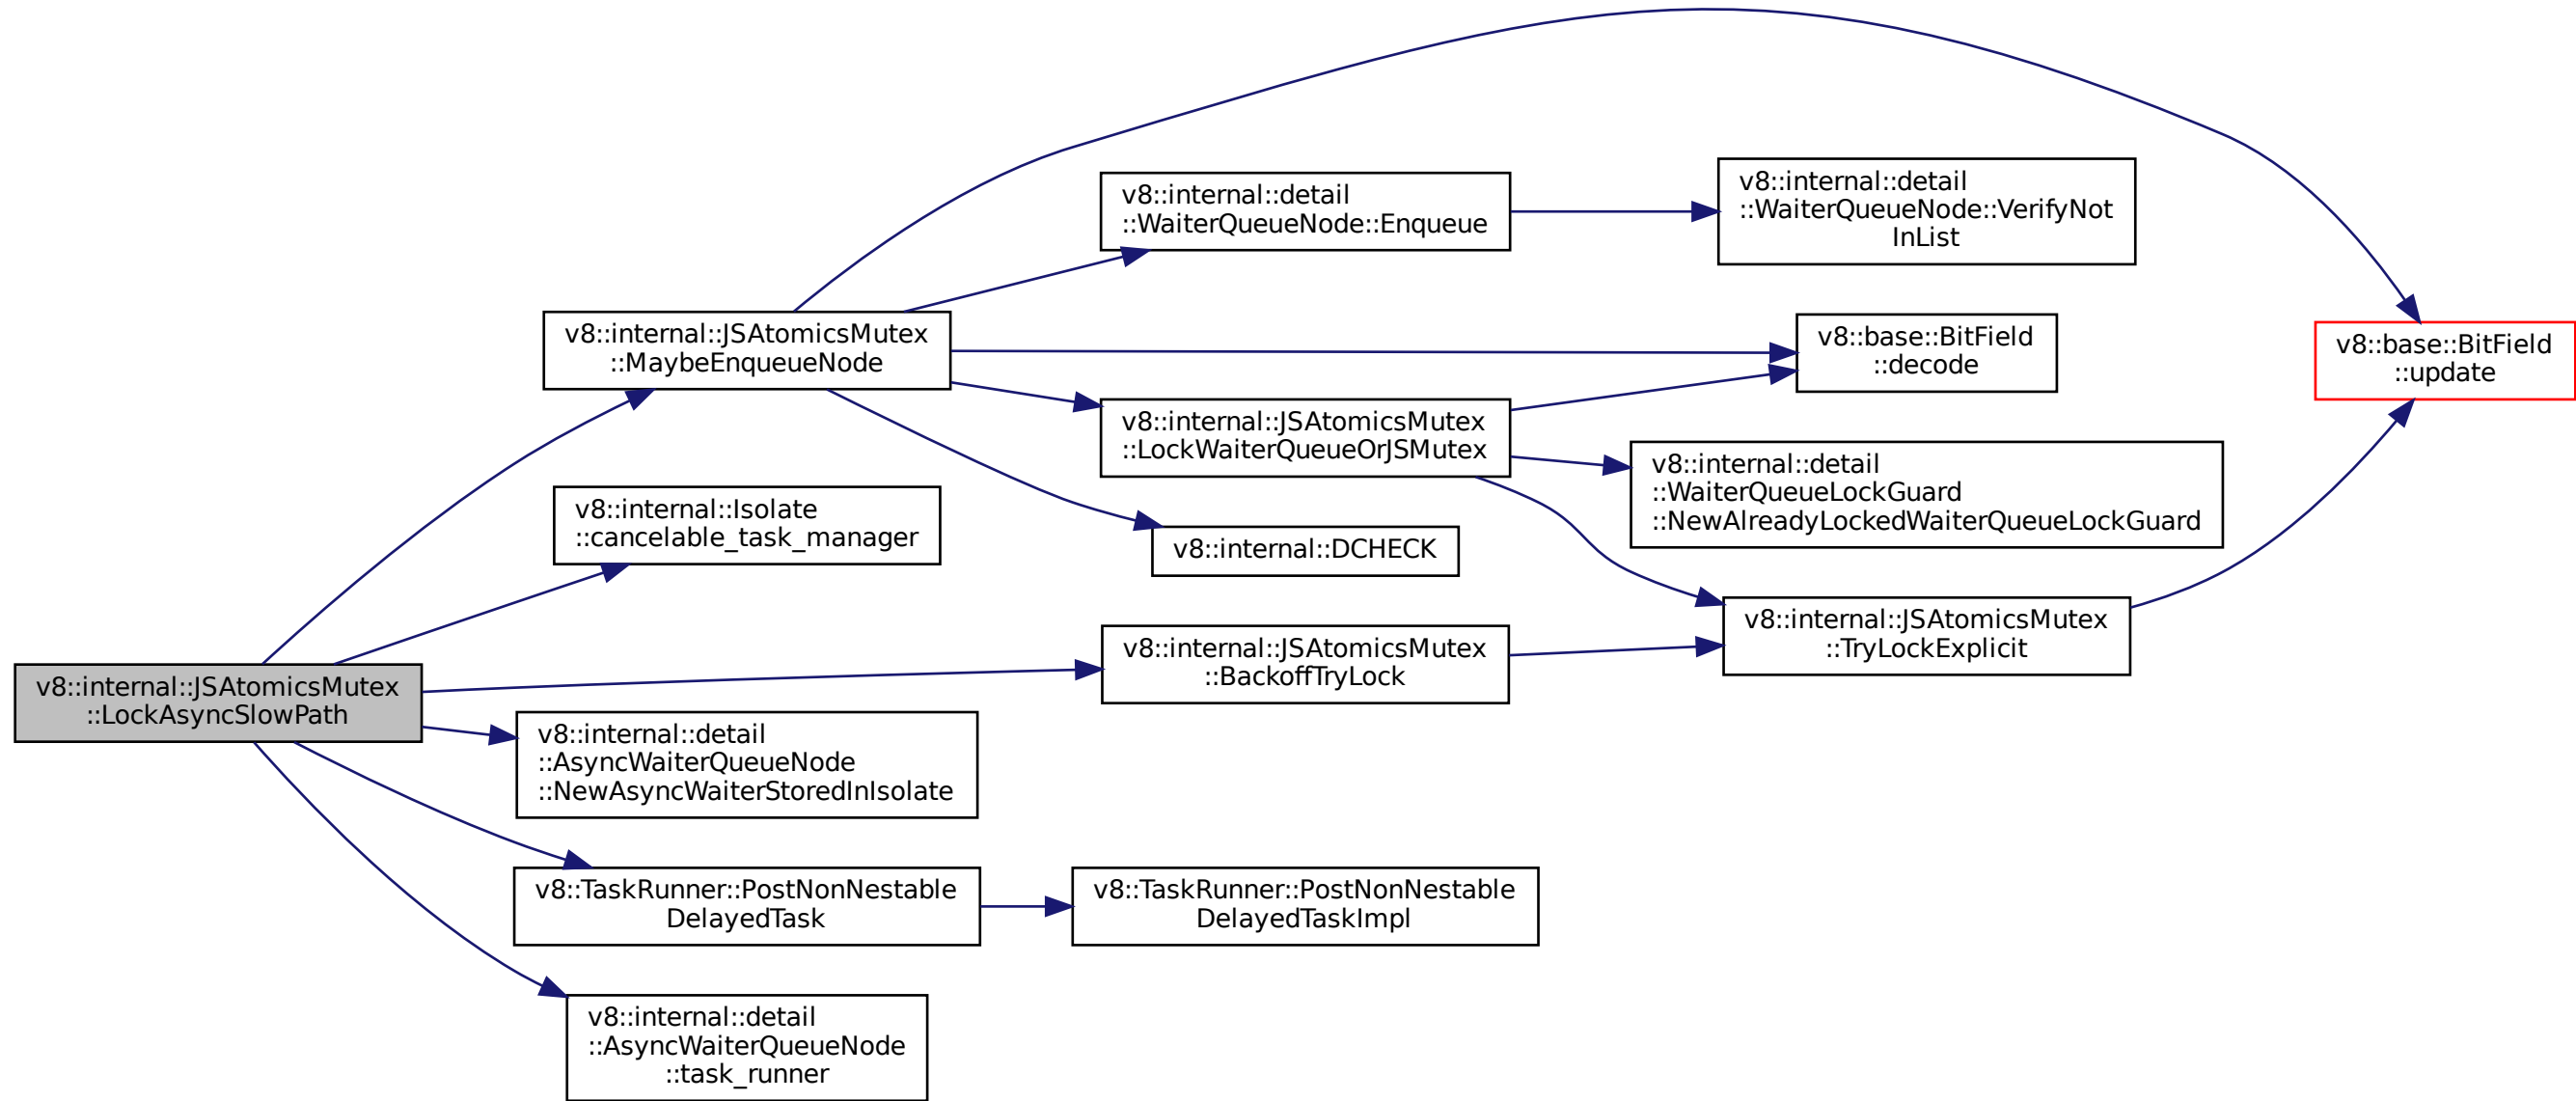 v8::internal::JSAtomicsMutex
::LockAsyncSlowPath
v8::internal::JSAtomicsMutex
::MaybeEnqueueNode
v8::internal::detail
::WaiterQueueNode::Enqueue
v8::internal::detail
::WaiterQueueNode::VerifyNot
InList
v8::base::BitField
::decode
v8::base::BitField
::update
v8::internal::JSAtomicsMutex
::LockWaiterQueueOrJSMutex
v8::internal::detail
::WaiterQueueLockGuard
::NewAlreadyLockedWaiterQueueLockGuard
v8::internal::DCHECK
v8::internal::JSAtomicsMutex
::TryLockExplicit
v8::internal::Isolate
::cancelable_task_manager
v8::internal::JSAtomicsMutex
::BackoffTryLock
v8::internal::detail
::AsyncWaiterQueueNode
::NewAsyncWaiterStoredInIsolate
v8::TaskRunner::PostNonNestable
DelayedTask
v8::TaskRunner::PostNonNestable
DelayedTaskImpl
v8::internal::detail
::AsyncWaiterQueueNode
::task_runner